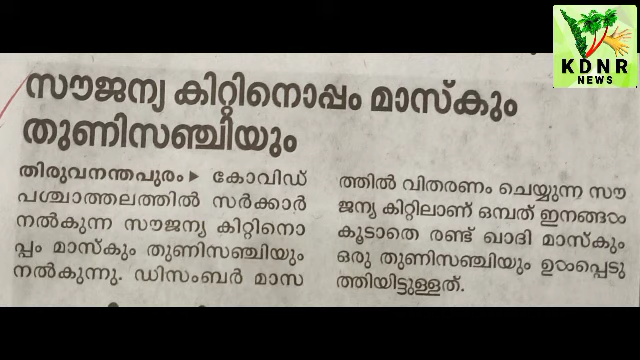 KDNR
NEWS
സൗജന്യ കിറ്റിനൊപ്പം മാസ്കും
തുണിസഞ്ചിയും
തിരുവനന്തപുരം▸ കോവിഡ്
പശ്ചാത്തലത്തിൽ സർക്കാർ
നൽകുന്ന സൗജന്യ കിറ്റിനൊ
പ്പം മാസ്കും തുണിസഞ്ചിയും
നൽകുന്നു. ഡിസംബർ മാസ
ത്തിൽ വിതരണം ചെയ്യുന്ന സൗ
ജന്യ കിറ്റിലാണ് ഒമ്പത് ഇനങ്ങൾ
കൂടാതെ രണ്ട് ഖാദി മാസ്കും
ഒരു തുണിസഞ്ചിയും ഉൾപ്പെടു
ത്തിയിട്ടുള്ളത്.